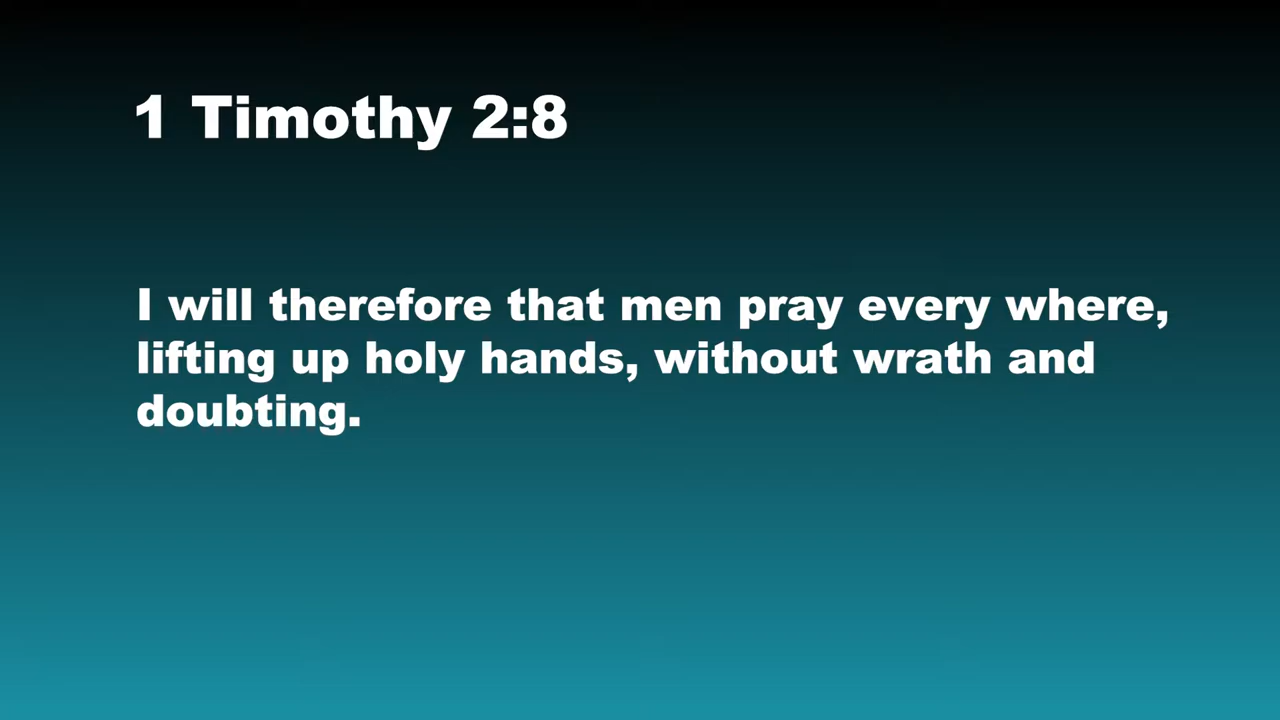 1 Timothy 2:8
I will therefore that men pray every where,
lifting up holy hands, without wrath and
doubting.